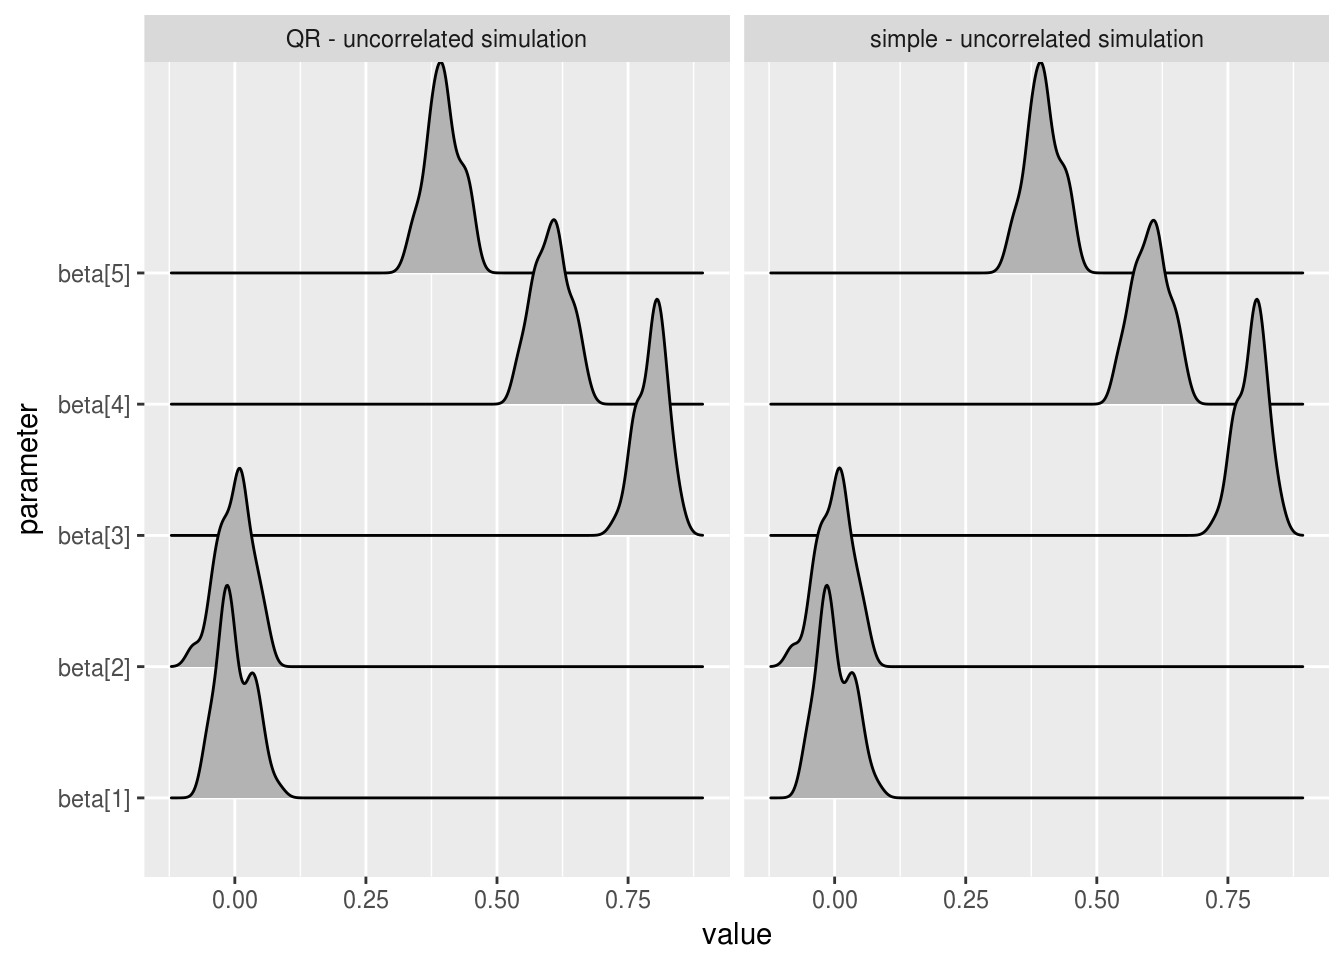 QR - uncorrelated simulation
simple - uncorrelated simulation
parameter
beta[5]
beta[4]
beta[3]
beta[2]
beta[1]
0.00 0.25 0.50 0.75
0.00 0.25 0.50 0.75
value